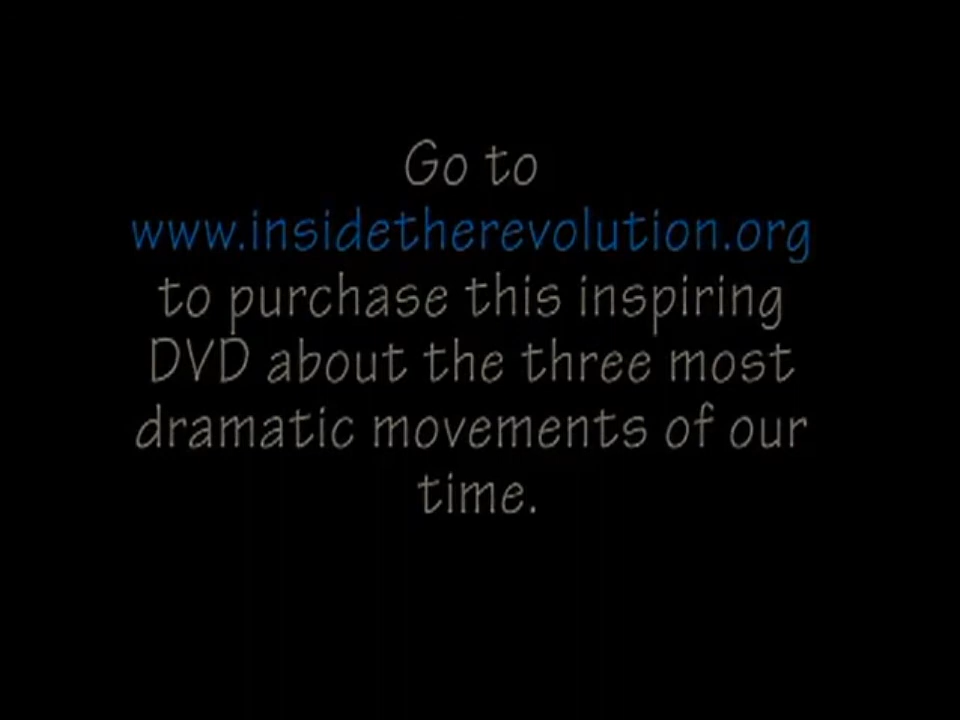 Go to
www.insidetherevolution.org
to purchase this inspiring
DVD about the three most
dramatic movements of our
time.